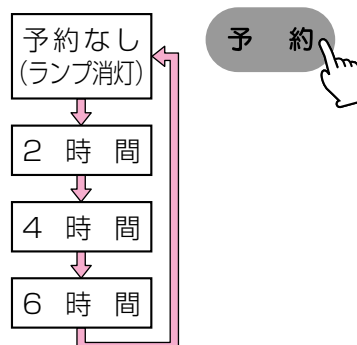 予約なし
(ランプ消灯)
2 時 間
4 時 間
6 時 間
予 約